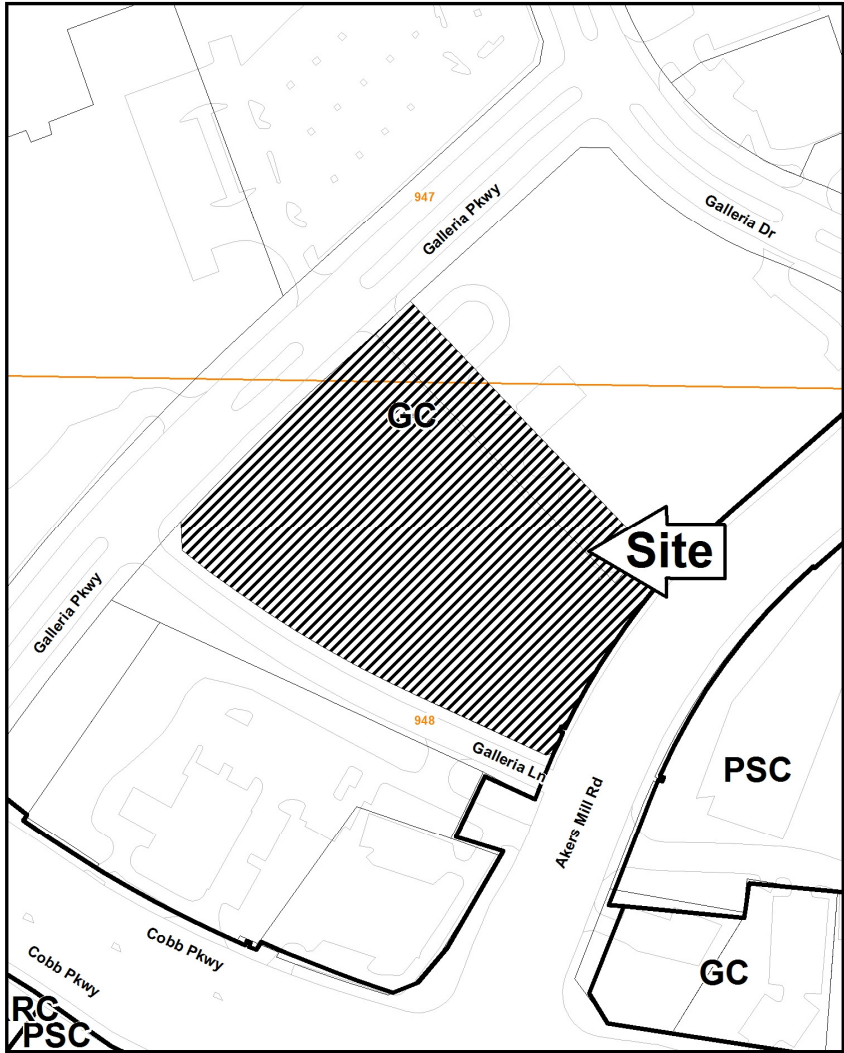 947
Galleria Pkwy
Galleria Dr
GC
Site
Galleria Pkwy
948
Galleria Ln
PSC
Akers Mill Rd
Cobb Pkwy
Cobb Pkwy
GC
RC
PSC